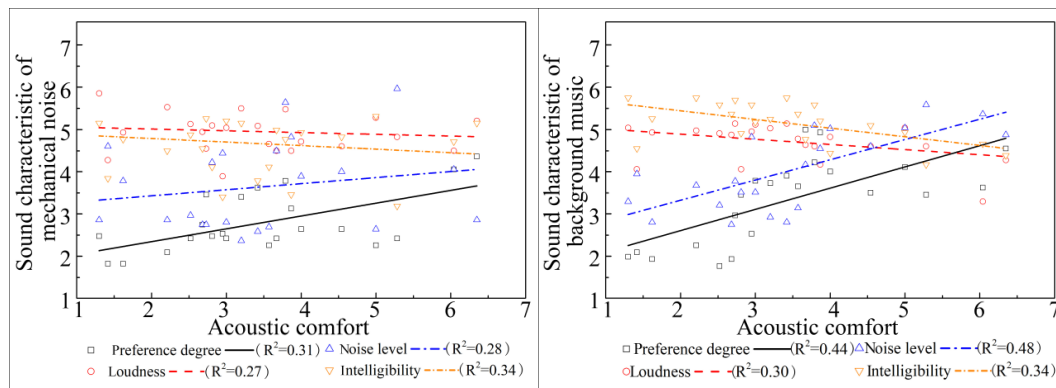 Sound characteristic of
mechanical noise
7
6
5
4
3
2
1
1 2 3 4 5 6 7
Acoustic comfort
Preference degree (R²=0.31) Noise level (R²=0.28)
Loudness (R²=0.27) Intelligibility (R²=0.34)
Sound characteristic of
background music
7
6
5
4
3
2
1
1 2 3 4 5 6 7
Acoustic comfort
Preference degree (R²=0.44) Noise level (R²=0.48)
Loudness (R²=0.30) Intelligibility (R²=0.34)